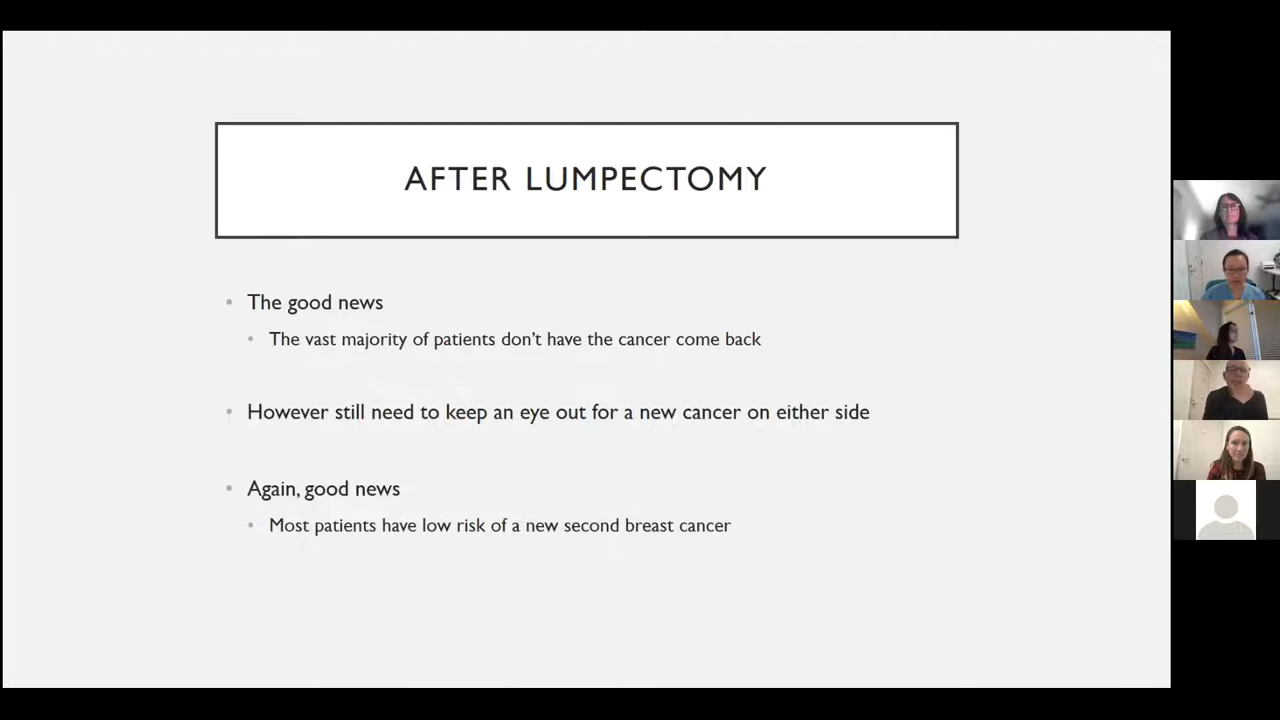 AFTER LUMPECTOMY
• The good news
• The vast majority of patients don't have the cancer come back
• However still need to keep an eye out for a new cancer on either side
• Again, good news
• Most patients have low risk of a new second breast cancer